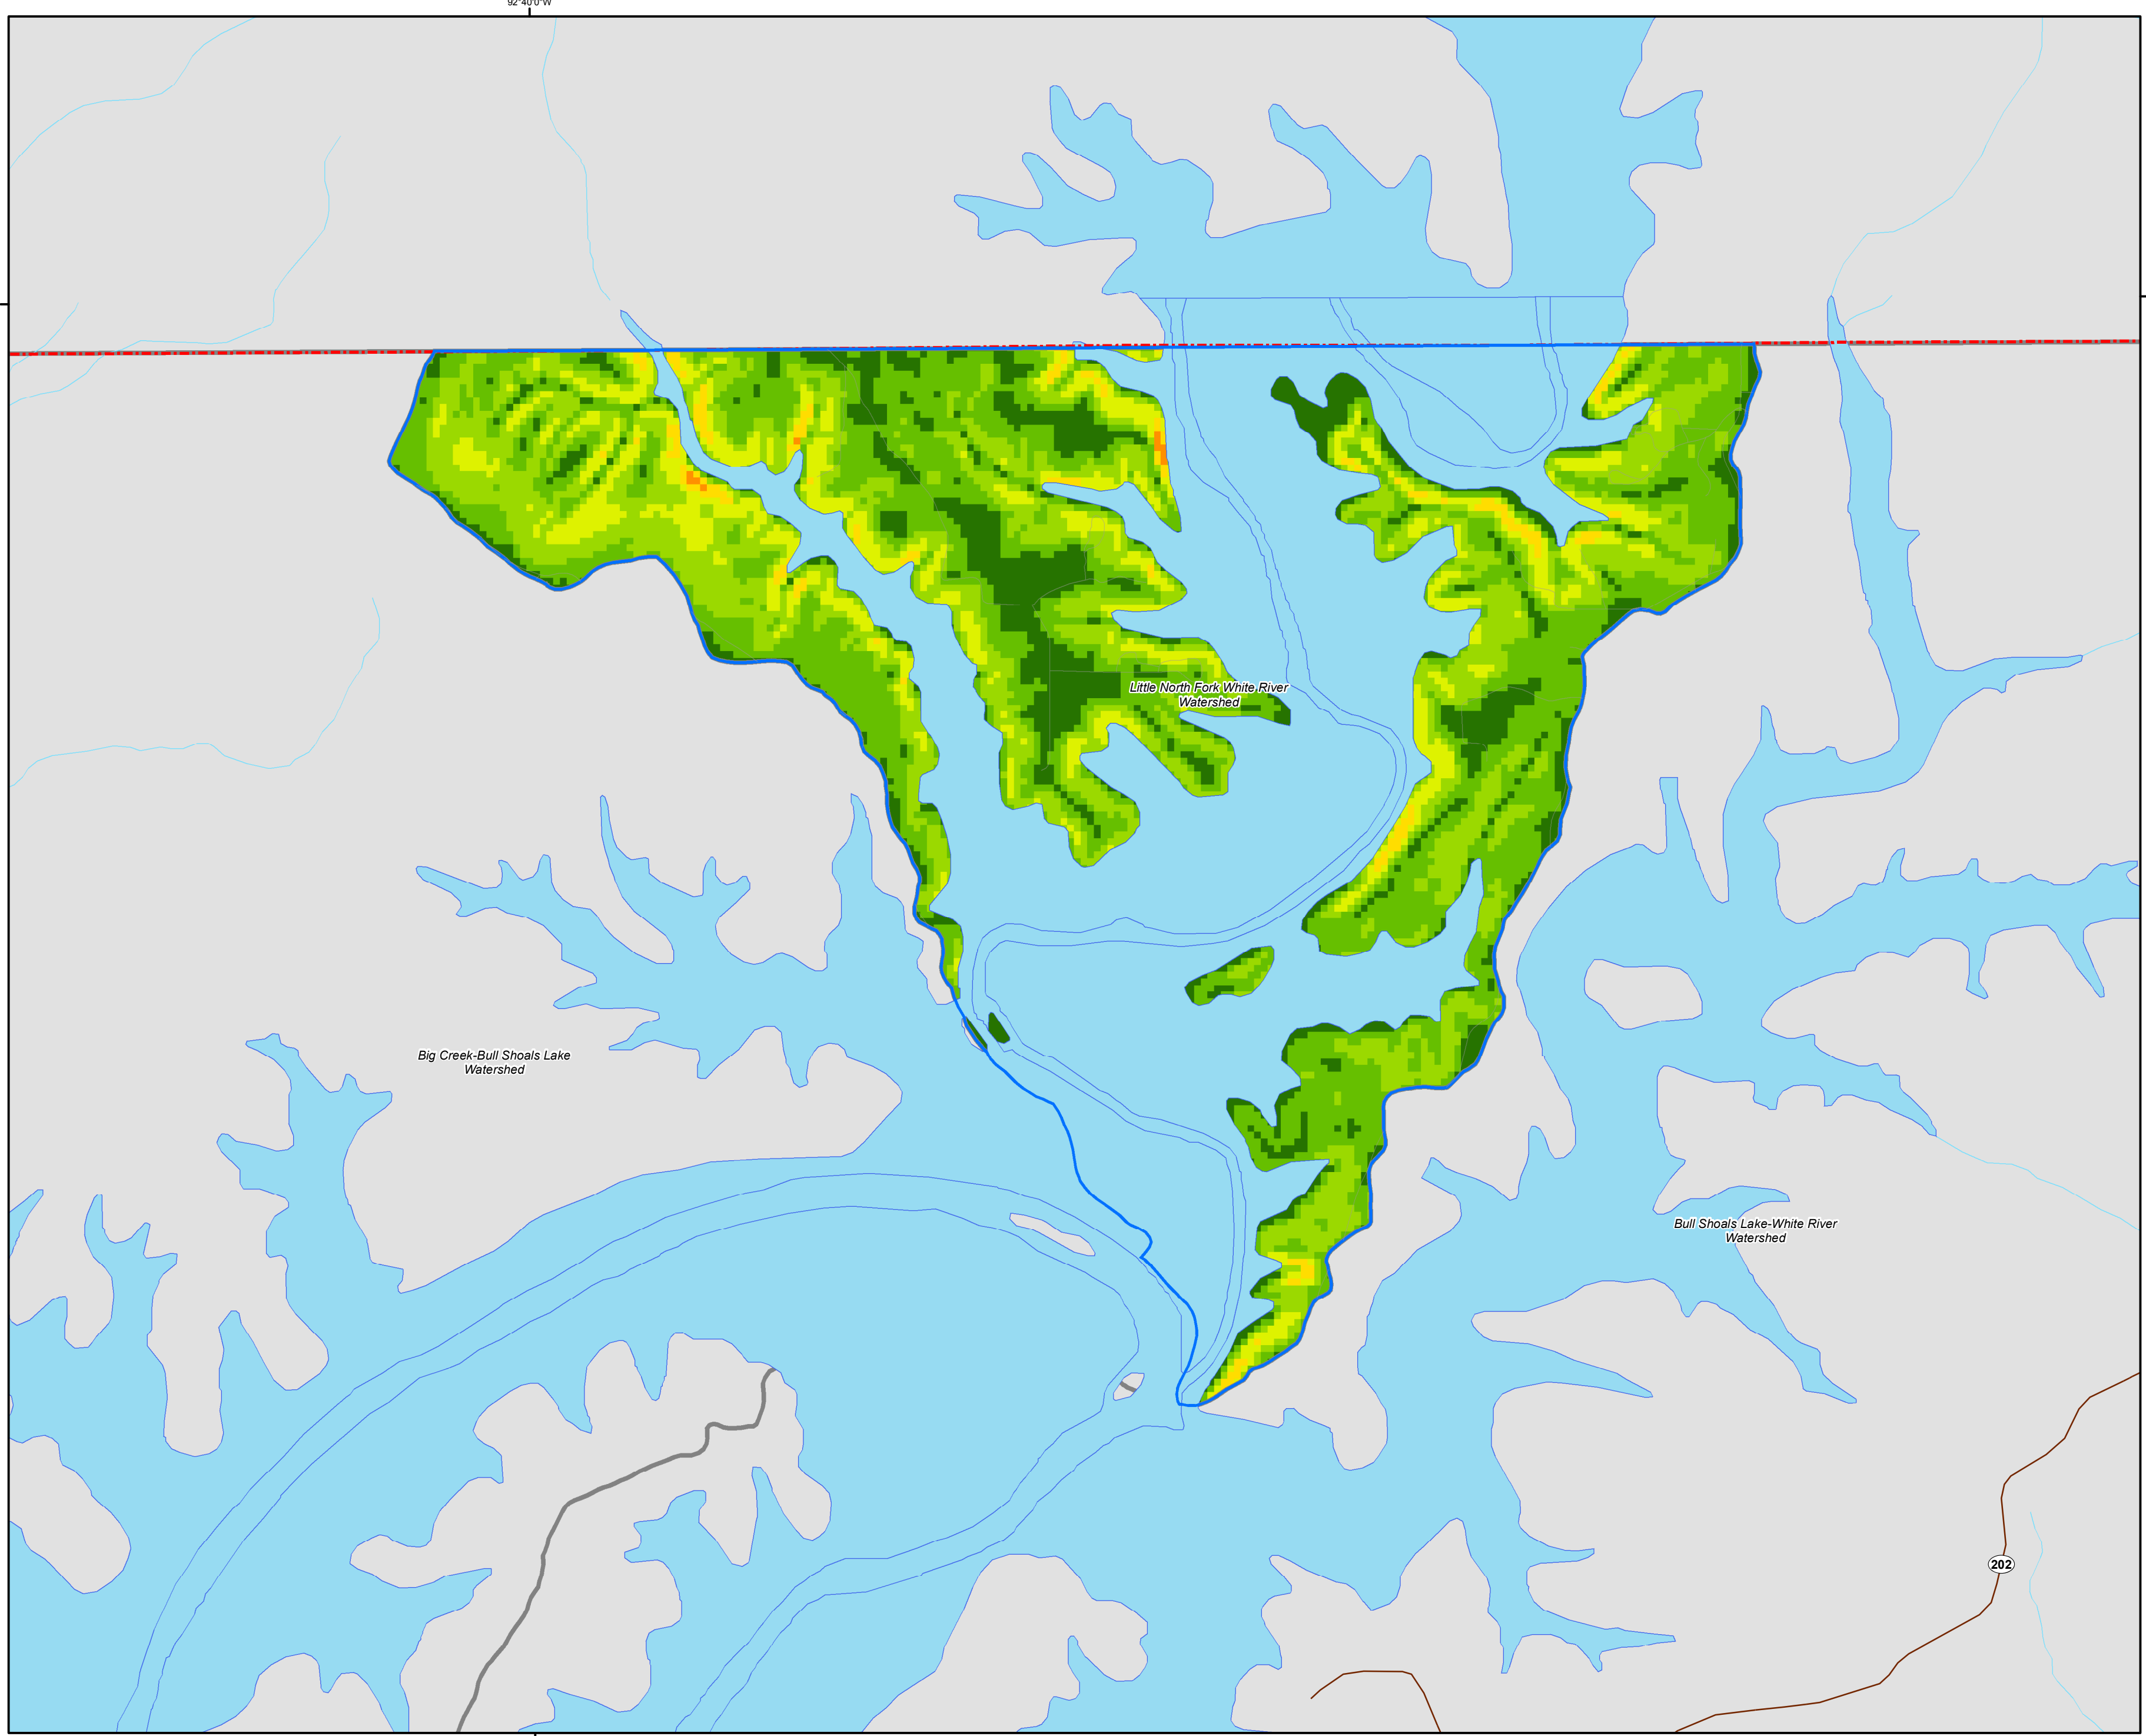 92°40'0"W
Little North Fork White River
Watershed
Big Creek-Bull Shoals Lake
Watershed
Bull Shoals Lake-White River
Watershed
202